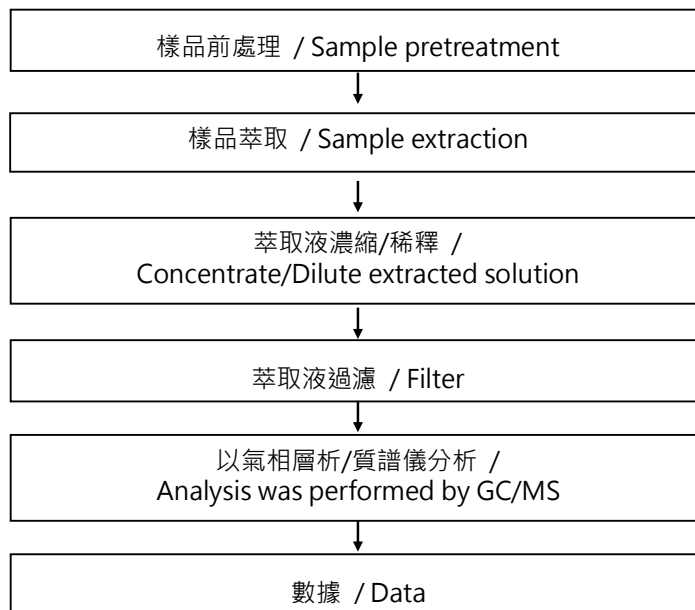 樣品前處理 / Sample pretreatment
樣品萃取 / Sample extraction
萃取液濃縮/稀釋 /
Concentrate/Dilute extracted solution
萃取液過濾 / Filter
以氣相層析/質譜儀分析 /
Analysis was performed by GC/MS
數據 / Data